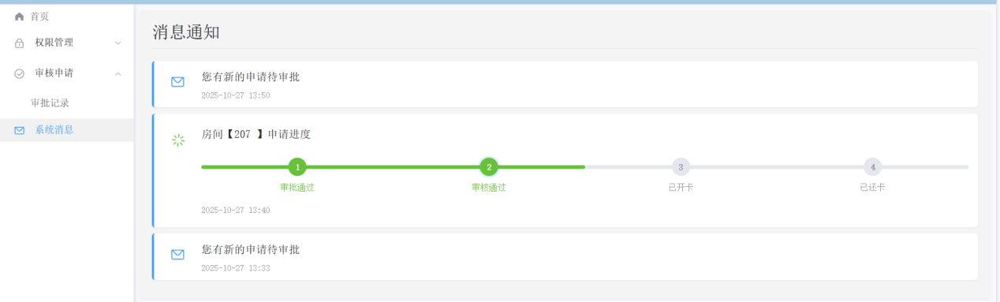 首页
权限管理
审核申请
审批记录
系统消息
消息通知
您有新的申请待审批
2025-10-27 13:50
房间【207 】申请进度
1
2
3
4
审批通过
审核通过
已开卡
已还卡
2025-10-27 13:40
您有新的申请待审批
2025-10-27 13:33